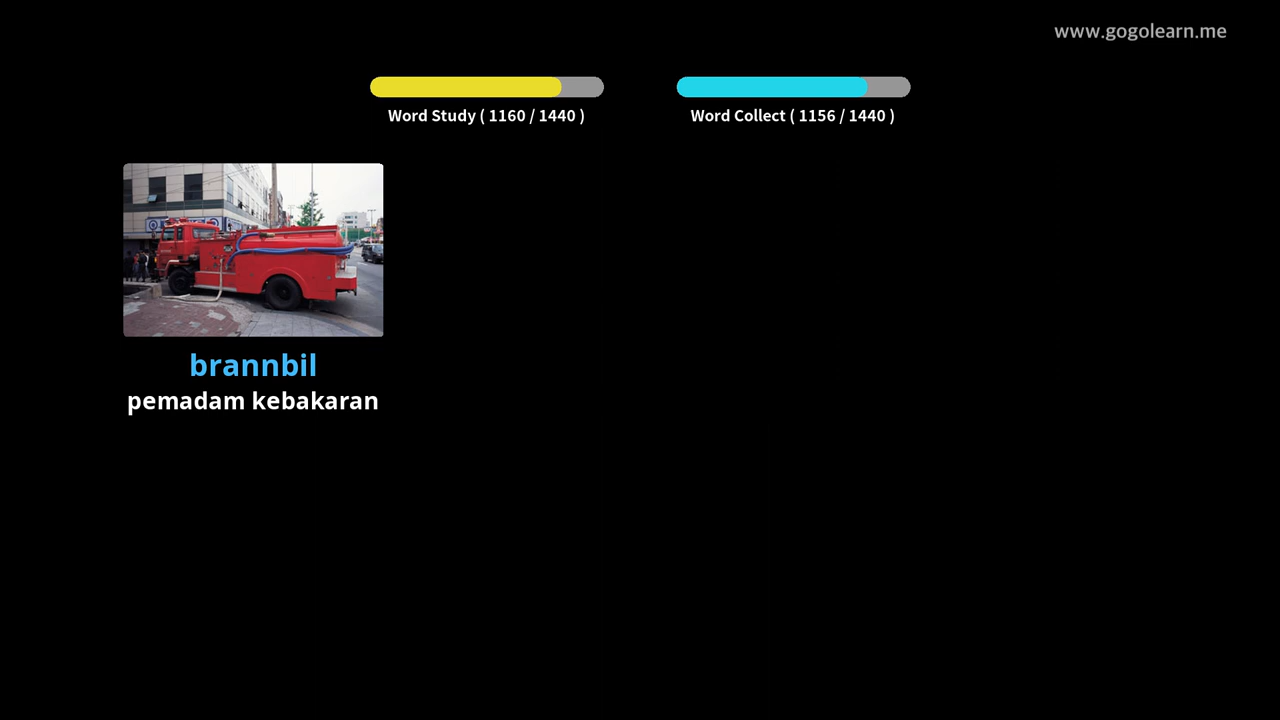 www.gogolearn.me
Word Study ( 1160 / 1440 )
Word Collect ( 1156 / 1440 )
brannbil
pemadam kebakaran